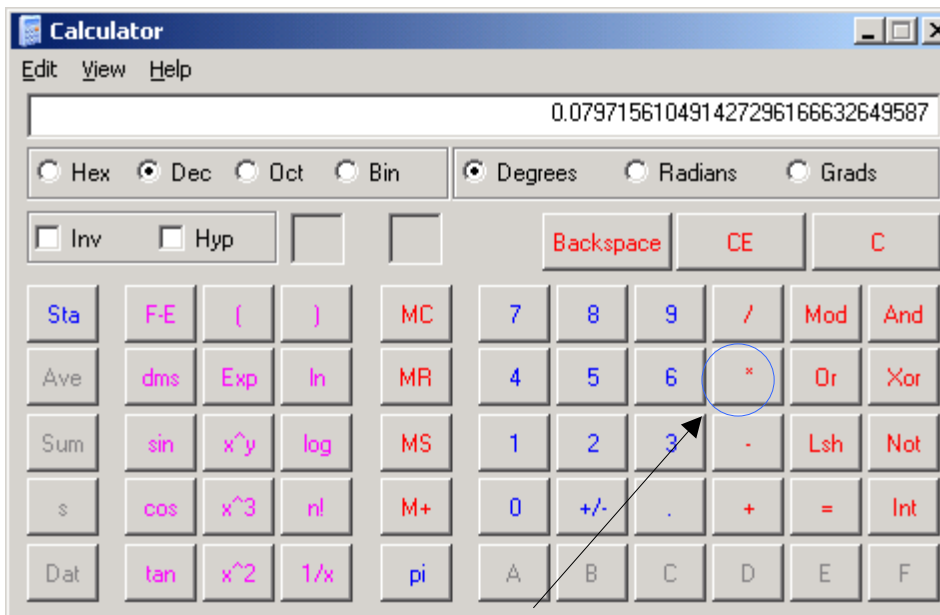 Calculator
Edit View Help
0.079715610491427296166632649587
Hex Dec Oct Bin Degrees Radians Grads
Inv Hyp Backspace CE C
Sta F-E ( ) MC 7 8 9 / Mod And
Ave dms Exp ln MR 4 5 6 * Or Xor
Sum sin x^y log MS 1 2 3 - Lsh Not
s cos x^3 n! M+ 0 +/- . + = Int
Dat tan x^2 1/x pi A B C D E F